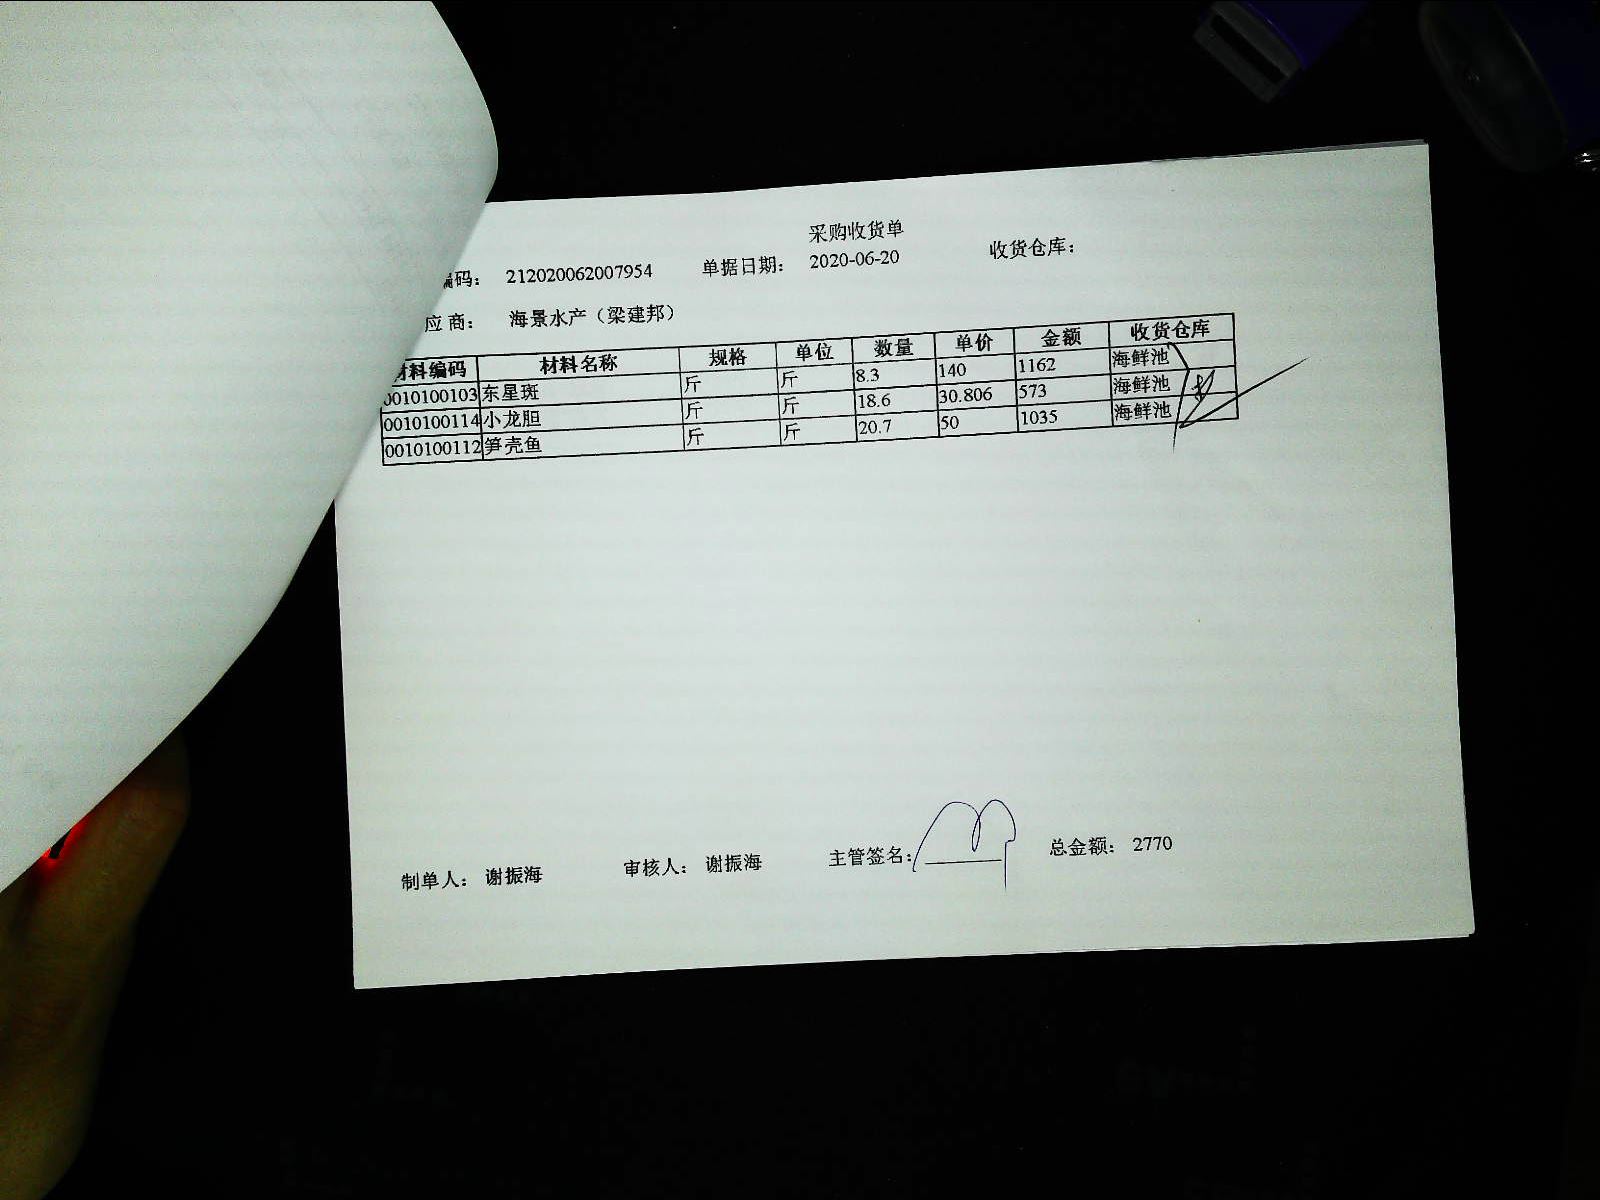 采购收货单
编码： 212020062007954 单据日期： 2020-06-20 收货仓库：
应 商： 海景水产（梁建邦）
材料编码 材料名称 规格 单位 数量 单价 金额 收货仓库
0010100103 东星斑 斤 斤 8.3 140 1162 海鲜池
0010100114 小龙胆 斤 斤 18.6 30.806 573 海鲜池
0010100112 笋壳鱼 斤 斤 20.7 50 1035 海鲜池
制单人： 谢振海 审核人： 谢振海 主管签名： 总金额： 2770